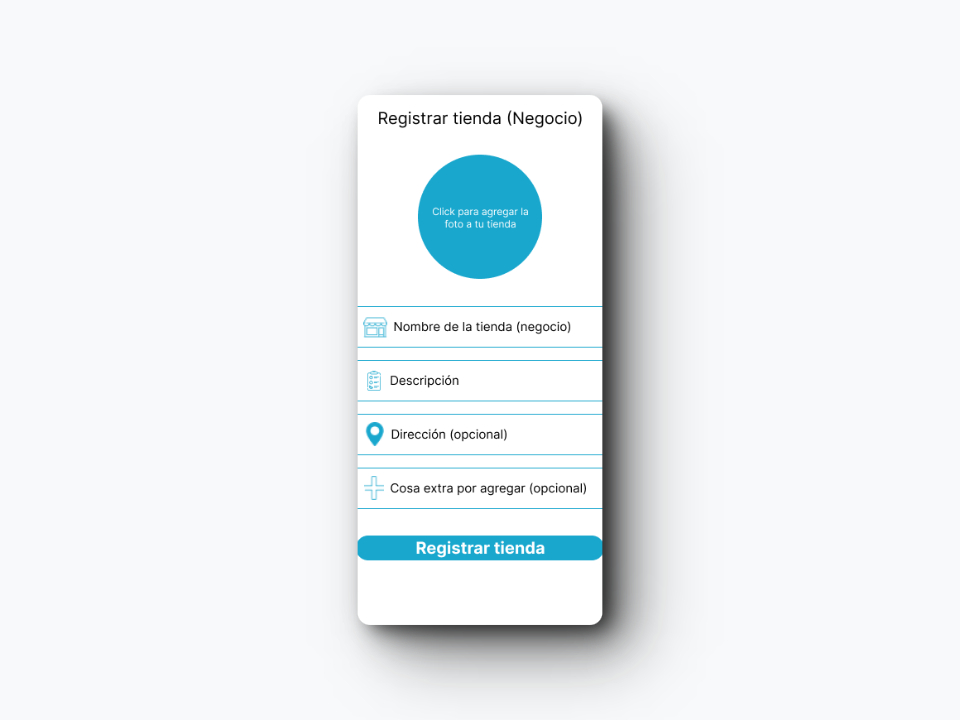 Registrar tienda (Negocio)
Click para agregar la
foto a tu tienda
Nombre de la tienda (negocio)
Descripción
Dirección (opcional)
Cosa extra por agregar (opcional)
Registrar tienda